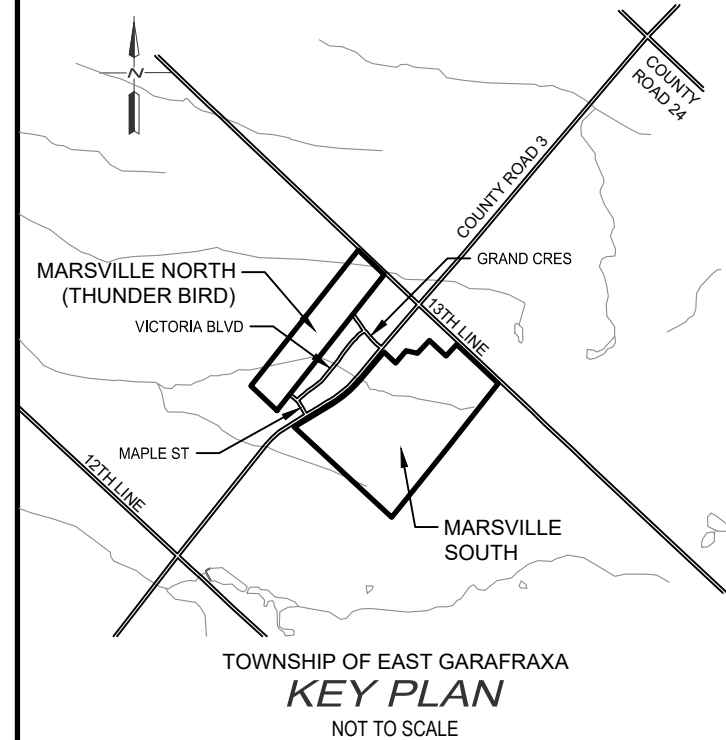 N
COUNTY
ROAD 24
COUNTY ROAD 3
GRAND CRES
MARSVILLE NORTH
(THUNDER BIRD)
13TH LINE
VICTORIA BLVD
MAPLE ST
12TH LINE
MARSVILLE
SOUTH
TOWNSHIP OF EAST GARAFRAXA
KEY PLAN
NOT TO SCALE